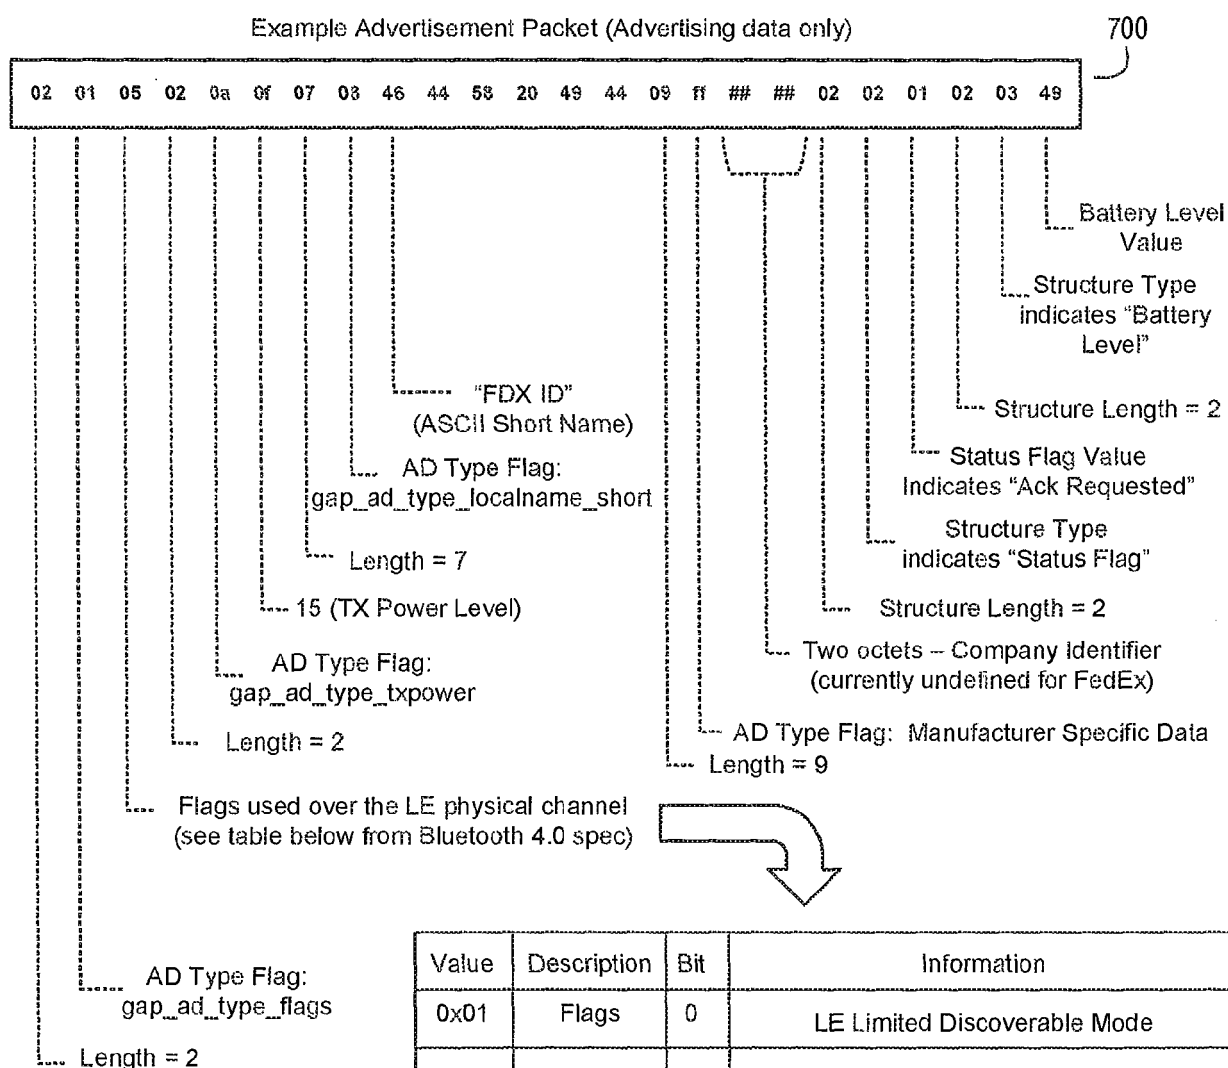 Example Advertisement Packet (Advertising data only)
700
02 01 05 02 0a 0f 07 08 46 44 58 20 49 44 09 ff ## ## 02 02 01 02 03 49
Battery Level
Value
Structure Type
indicates "Battery
Level"
"FDX ID"
(ASCII Short Name)
Structure Length = 2
AD Type Flag:
gap_ad_type_localname_short
Status Flag Value
Indicates "Ack Requested"
Length = 7
Structure Type
indicates "Status Flag"
15 (TX Power Level)
Structure Length = 2
AD Type Flag:
gap_ad_type_txpower
Two octets – Company Identifier
(currently undefined for FedEx)
Length = 2
AD Type Flag: Manufacturer Specific Data
Length = 9
Flags used over the LE physical channel
(see table below from Bluetooth 4.0 spec)
AD Type Flag:
gap_ad_type_flags
Length = 2
Value Description Bit Information
0x01 Flags 0 LE Limited Discoverable Mode